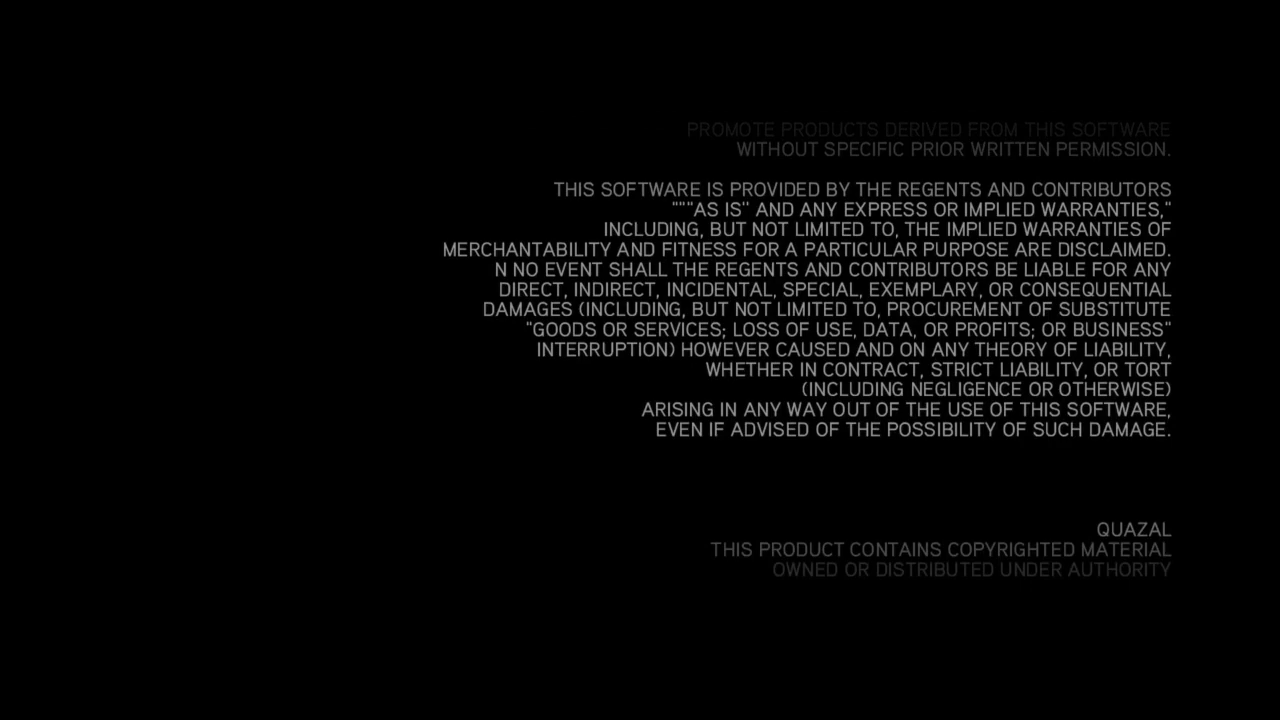 PROMOTE PRODUCTS DERIVED FROM THIS SOFTWARE
WITHOUT SPECIFIC PRIOR WRITTEN PERMISSION.
THIS SOFTWARE IS PROVIDED BY THE REGENTS AND CONTRIBUTORS
"""AS IS'' AND ANY EXPRESS OR IMPLIED WARRANTIES,"
INCLUDING, BUT NOT LIMITED TO, THE IMPLIED WARRANTIES OF
MERCHANTABILITY AND FITNESS FOR A PARTICULAR PURPOSE ARE DISCLAIMED.
N NO EVENT SHALL THE REGENTS AND CONTRIBUTORS BE LIABLE FOR ANY
DIRECT, INDIRECT, INCIDENTAL, SPECIAL, EXEMPLARY, OR CONSEQUENTIAL
DAMAGES (INCLUDING, BUT NOT LIMITED TO, PROCUREMENT OF SUBSTITUTE
"GOODS OR SERVICES; LOSS OF USE, DATA, OR PROFITS; OR BUSINESS"
INTERRUPTION) HOWEVER CAUSED AND ON ANY THEORY OF LIABILITY,
WHETHER IN CONTRACT, STRICT LIABILITY, OR TORT
(INCLUDING NEGLIGENCE OR OTHERWISE)
ARISING IN ANY WAY OUT OF THE USE OF THIS SOFTWARE,
EVEN IF ADVISED OF THE POSSIBILITY OF SUCH DAMAGE.
QUAZAL
THIS PRODUCT CONTAINS COPYRIGHTED MATERIAL
OWNED OR DISTRIBUTED UNDER AUTHORITY